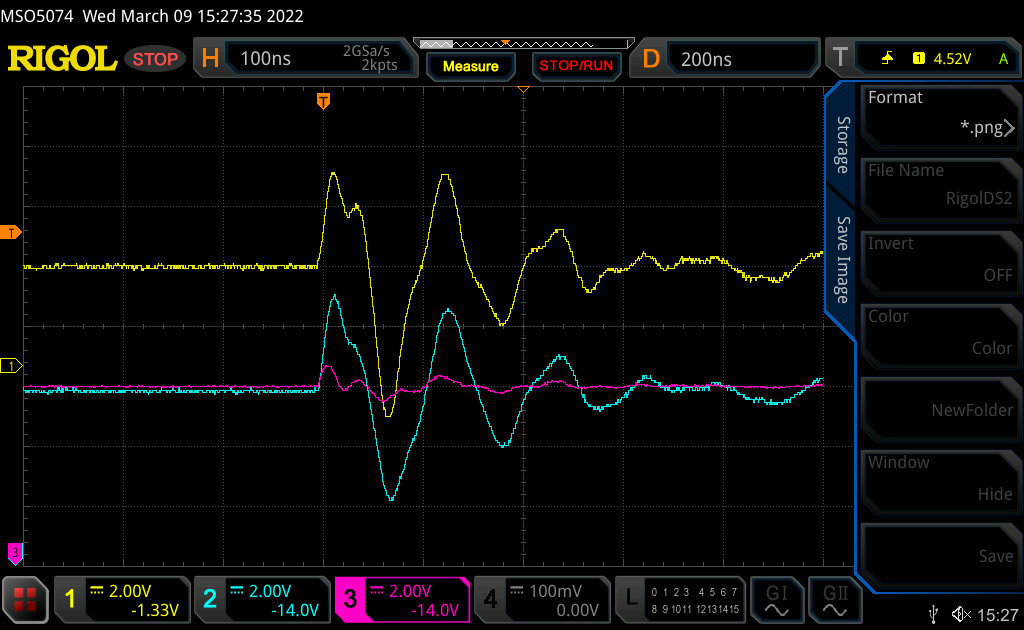 MSO5074 Wed March 09 15:27:35 2022
RIGOL STOP H 100ns 2GSa/s 2kpts Measure STOP/RUN D 200ns T 1 4.52V A
T
Storage
Save Image
Format
*.png
File Name
RigolDS2
Invert
OFF
Color
Color
NewFolder
Window
Hide
Save
T
1
3
1 2.00V -1.33V
2 2.00V -14.0V
3 2.00V -14.0V
4 100mV 0.00V
L 0 1 2 3 4 5 6 7
8 9 10 11 12 13 14 15
GI
GII
15:27